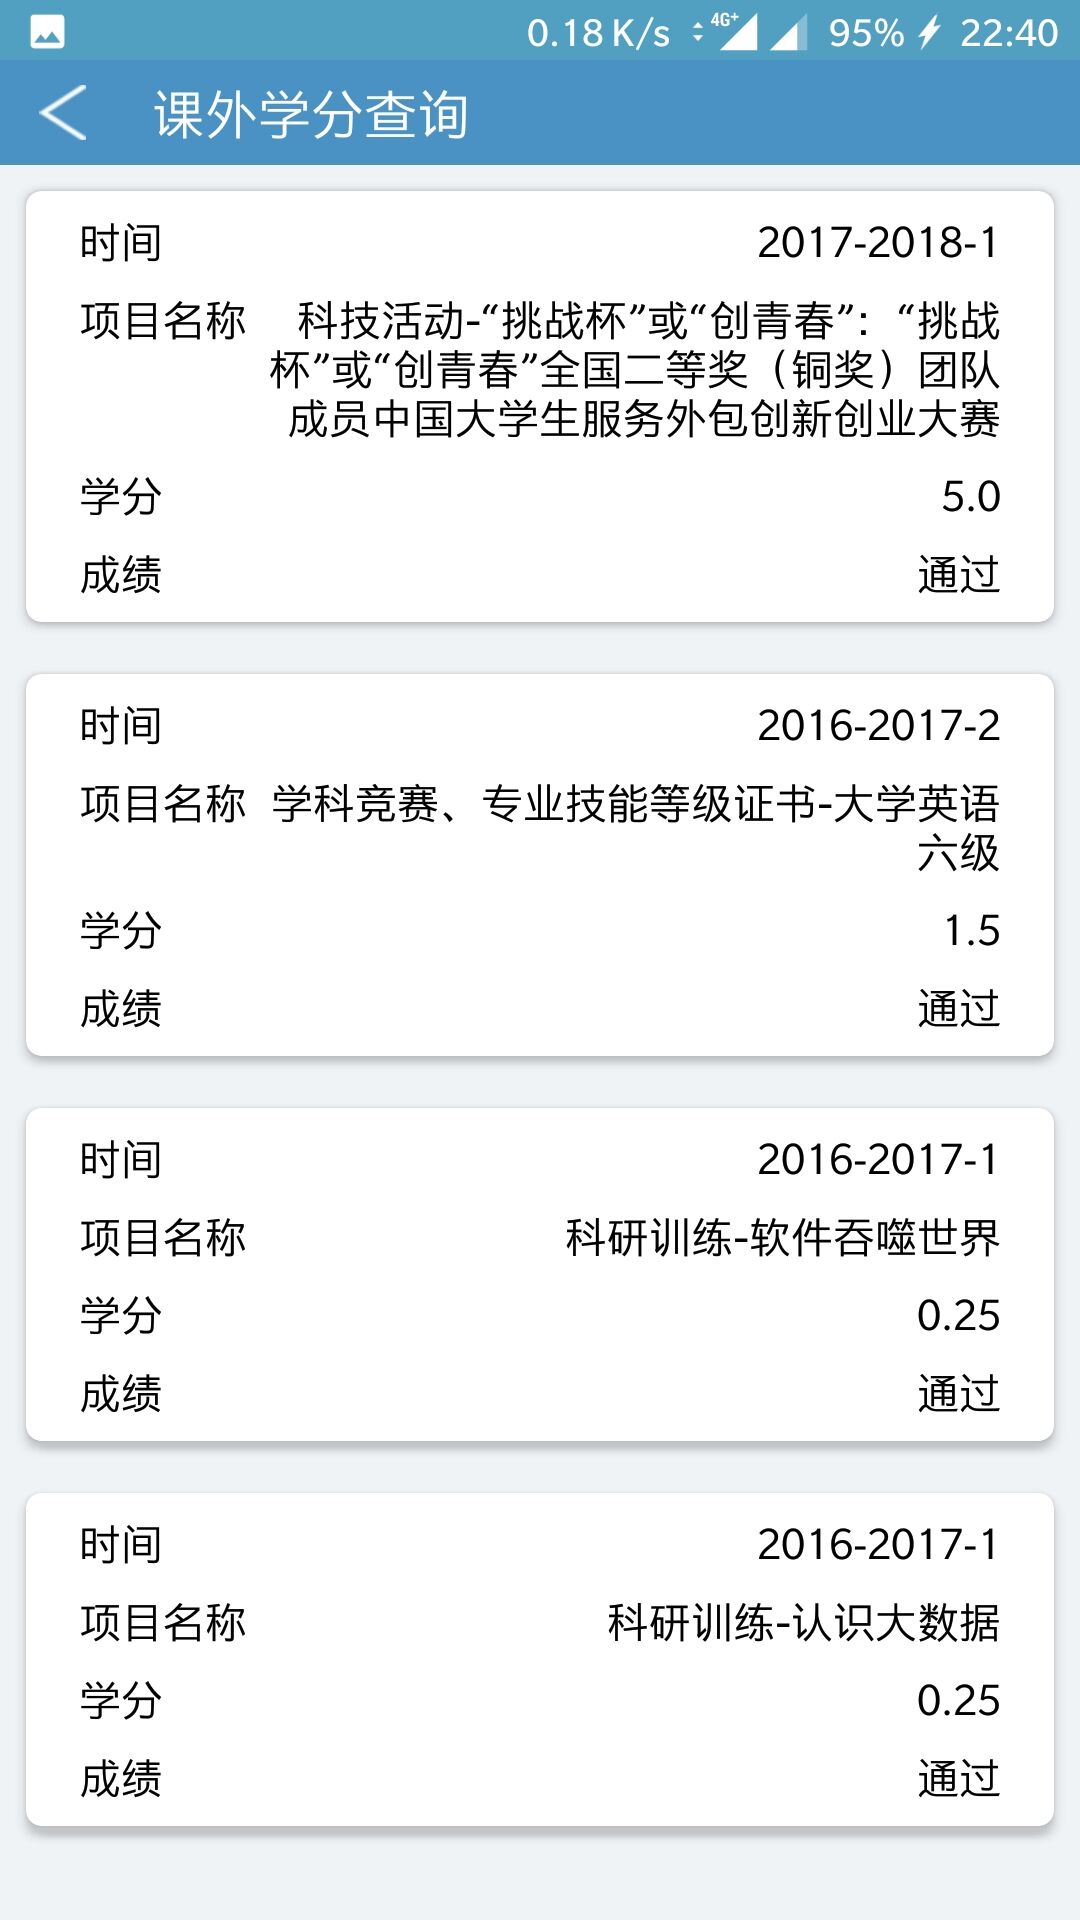 0.18 K/s 4G+ 95% 22:40
课外学分查询
时间 2017-2018-1
项目名称 科技活动-“挑战杯”或“创青春”：“挑战
杯”或“创青春”全国二等奖（铜奖）团队
成员中国大学生服务外包创新创业大赛
学分 5.0
成绩 通过
时间 2016-2017-2
项目名称 学科竞赛、专业技能等级证书-大学英语
六级
学分 1.5
成绩 通过
时间 2016-2017-1
项目名称 科研训练-软件吞噬世界
学分 0.25
成绩 通过
时间 2016-2017-1
项目名称 科研训练-认识大数据
学分 0.25
成绩 通过